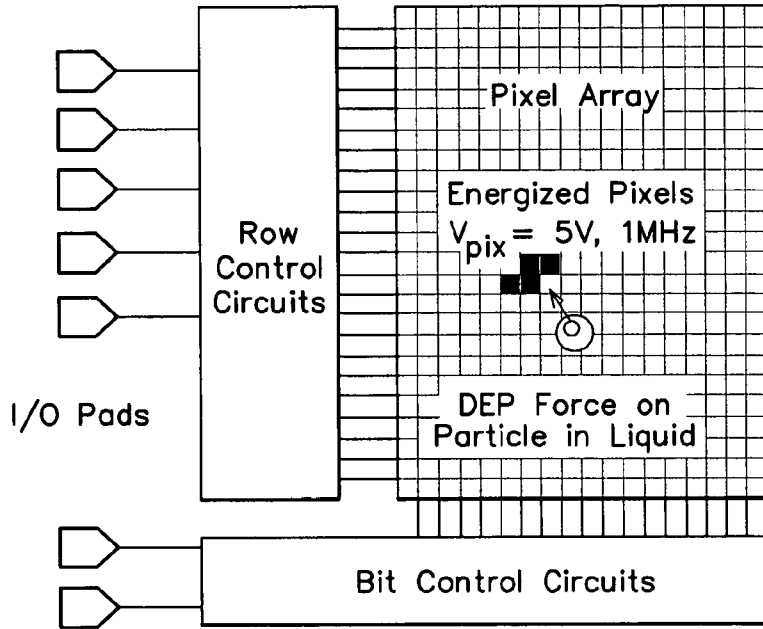 Pixel Array
Energized Pixels
Vpix = 5V, 1MHz
Row
Control
Circuits
DEP Force on
Particle in Liquid
I/O Pads
Bit Control Circuits